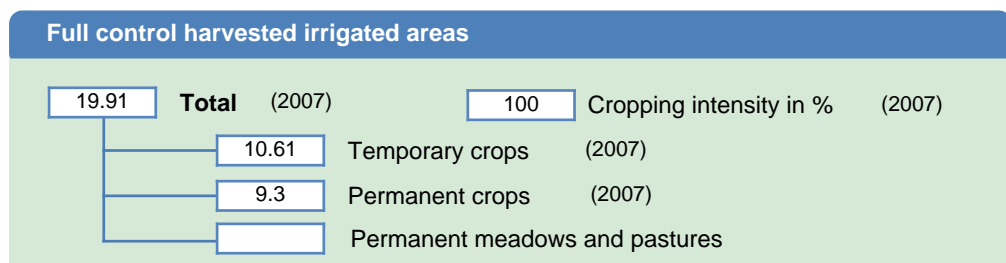 Full control harvested irrigated areas
19.91 Total (2007) 100 Cropping intensity in % (2007)
10.61 Temporary crops (2007)
9.3 Permanent crops (2007)
Permanent meadows and pastures